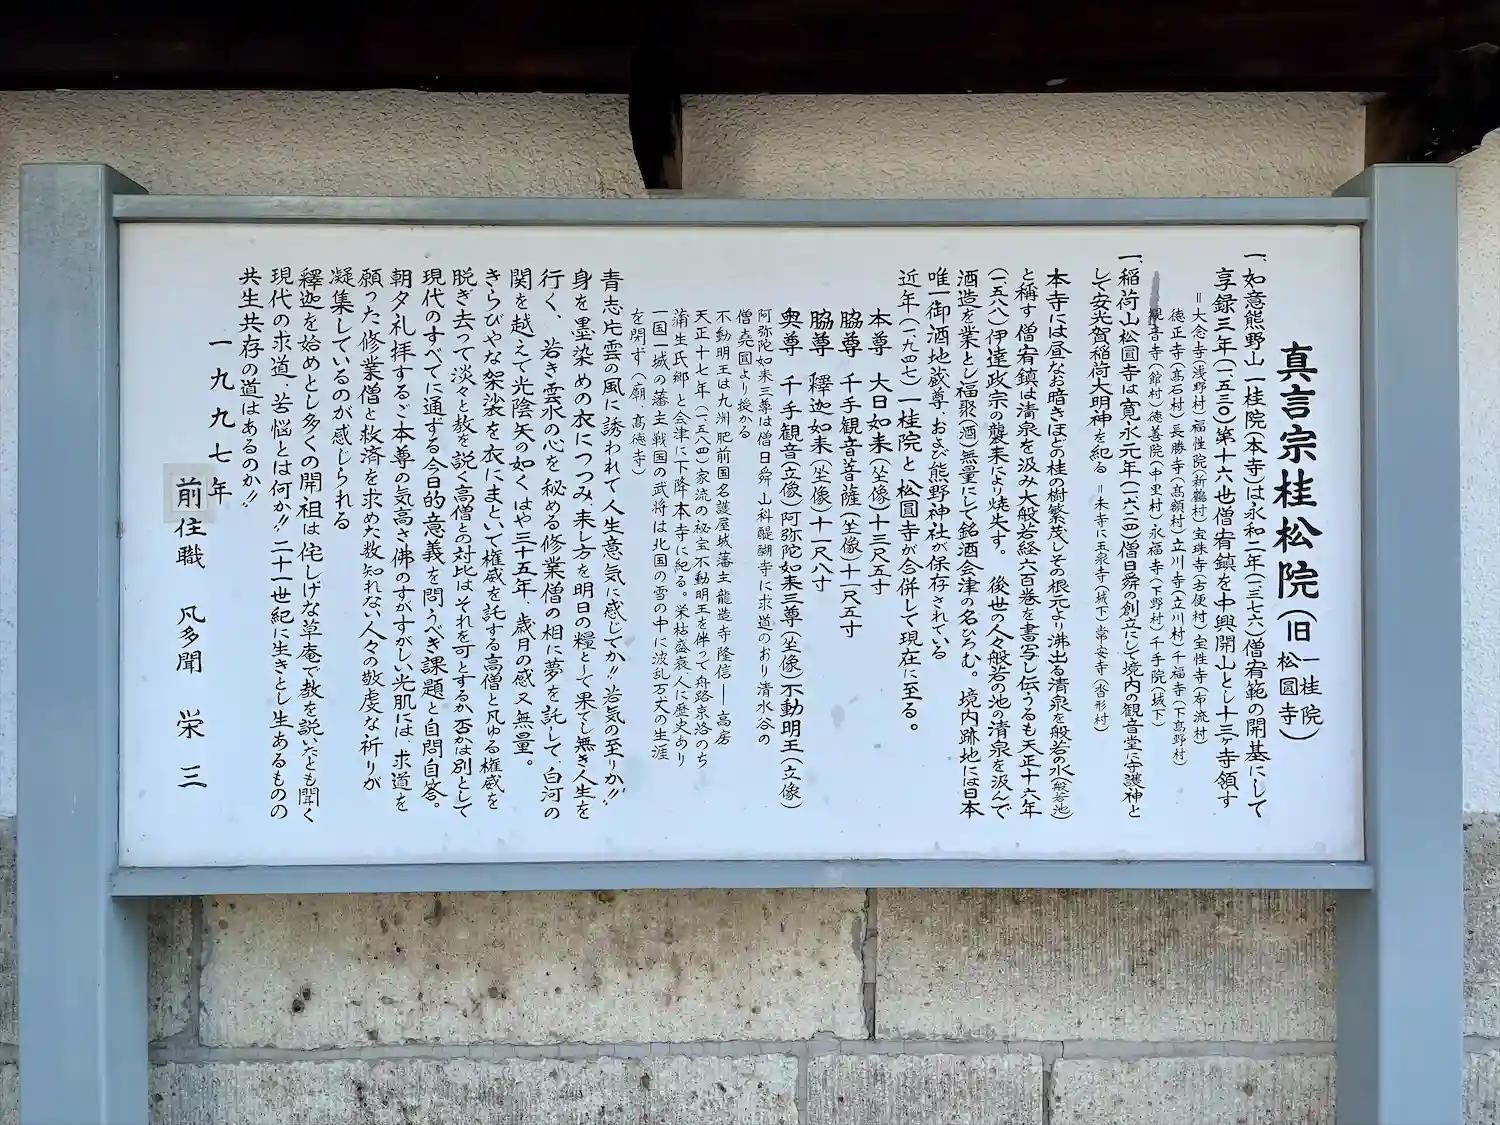 真言宗桂松院(旧一桂院 松圓寺)
一、如意熊野山一桂院(本寺)は永和二年(一三七六)僧宥範の開基にして
享録三年(一五三〇)第十六世僧宥鎮を中興開山とし十三ヶ寺領す
=大念寺(浅野村)福性院(新鶴村)宝珠寺(古便村)宝性寺(布流村)
徳正寺(髙石村)長勝寺(髙額村)立川寺(立川村)千福寺(下髙野村)
観音寺(館村)徳善院(十里村)永福寺(下野村)千手院(城下)
一、稲荷山松圓寺は寛永元年(一六二四)僧日舜の創立にして境内の観音堂に守護神と
して安光賀稲荷大明神を紀る =末寺に玉泉寺(城下)常安寺(沓形村)
本寺には昼なお暗きほどの桂の樹繁茂しその根元より沸出る清泉を般若の水(般若池)
と稱す 僧宥鎮は清泉を汲み大般若経六百巻を書写し伝うるも天正十六年
(一五八八)伊達政宗の襲来により焼失す。 後世の人々般若の池の清泉を汲んで
酒造を業とし福聚(酒)無量にして銘酒会津の名ひろむ。境内跡地には日本
唯一御酒地蔵尊、および熊野神社が保存されている
近年(一九四七)一桂院と松圓寺が合併して現在に至る。
本尊 大日如来(坐像)十三尺五寸
脇尊 千手観音菩薩(坐像)十一尺五寸
脇尊 釋迦如来(坐像)十一尺八寸
奥尊 千手観音(立像)阿弥陀如来三尊(坐像)不動明王(立像)
阿弥陀如来三尊は僧日舜山科醍醐寺に求道のおり清水谷の
僧堯圓より授かる
不動明王は九洲肥前国名護屋城藩主龍造寺隆信―高房
天正十七年(一五八四)家流の秘宝不動明王を伴って舟路京洛のち
蒲生氏郷と会津に下降本寺に紀る。栄枯盛衰人に歴史あり
一国一城の藩主戦国の武将は北国の雪の中に波乱万丈の生涯
を閉ず(廟 髙徳寺)
青志片雲の風に誘われて人生意気に感じてか!!若気の至りか!!
身を墨染めの衣につつみ、来し方を明日の糧として果てし無き人生を
行く、 若き雲水の心を秘める修業僧の相に夢を託して、白河の
関を越えて光陰矢の如く、はや三十五年、歳月の感又無量。
きらびやな袈裟を衣にまといて権威を託する高僧と凡ゆる権威を
脱ぎ去って淡々と教を説く高僧との対比はそれを可とするか否かは別として
現代のすべてに通ずる今日的意義を問うべき課題と自問自答。
朝夕礼拝するご本尊の気高さ佛のすがすがしい光肌には、求道を
願った修業僧と救済を求めた数知れない人々の敬虔な祈りが
凝集しているのが感じられる
釋迦を始めとし多くの開祖は侘しげな草庵で教を説いたとも聞く
現代の求道、苦悩とは何か!!二十一世紀に生きとし生あるものの
共生共存の道はあるのか!!
一九九七年
前住職 凡多聞 栄三